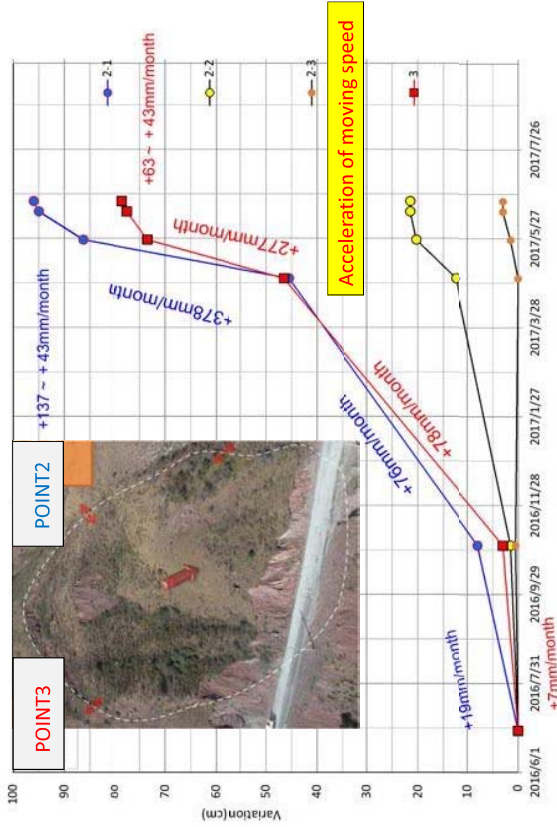 POINT3
POINT2
Acceleration of moving speed
+137 ~ + 43mm/month
+63 ~ + 43mm/month
+378mm/month
+277mm/month
+76mm/month
+78mm/month
+19mm/month
+7mm/month
2-1
2-2
2-3
3
Variation(cm)
100
90
80
70
60
50
40
30
20
10
0
2016/6/1
2016/7/31
2016/9/29
2016/11/28
2017/1/27
2017/3/28
2017/5/27
2017/7/26